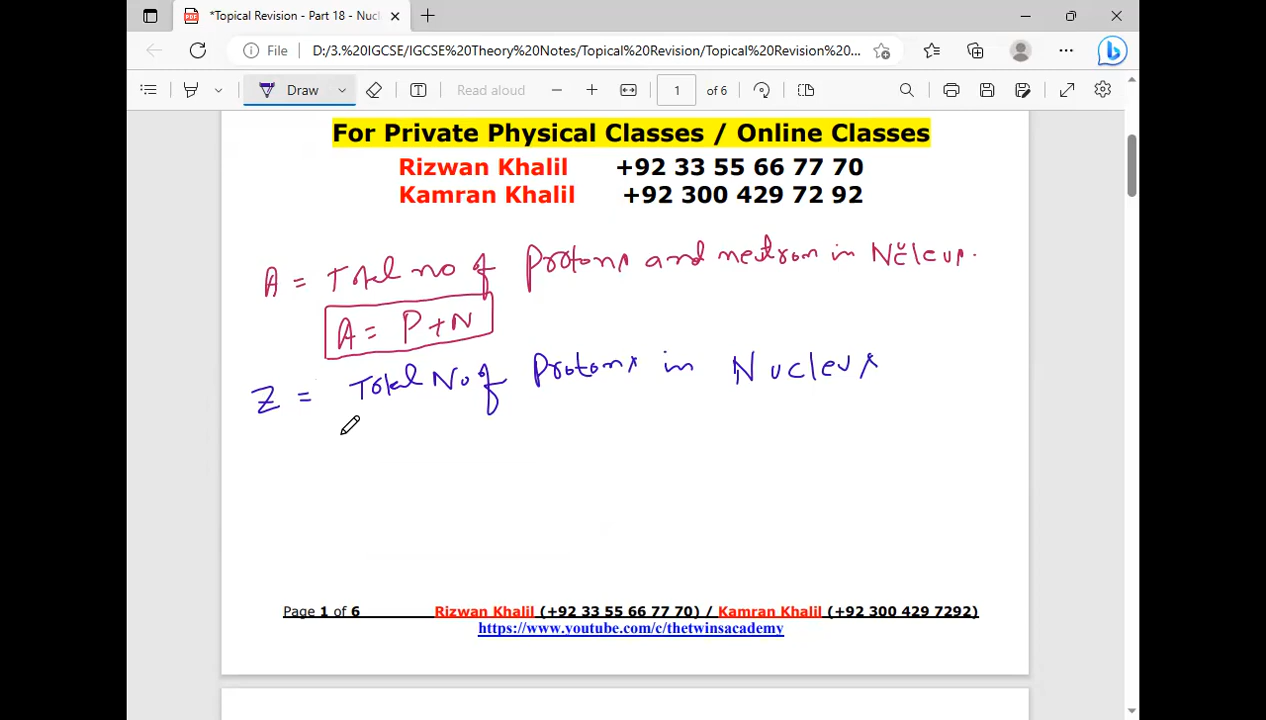 *Topical Revision - Part 18 - Nucl
File D:/3.%20IGCSE/IGCSE%20Theory%20Notes/Topical%20Revision/Topical%20Revision%20...
Draw Read aloud 1 of 6
For Private Physical Classes / Online Classes
Rizwan Khalil +92 33 55 66 77 70
Kamran Khalil +92 300 429 72 92
A = Total no of Protons and neutron in Nucleus.
A = P+N
Z = Total No of Protons in Nucleus
Page 1 of 6 Rizwan Khalil (+92 33 55 66 77 70) / Kamran Khalil (+92 300 429 7292)
https://www.youtube.com/c/thetwinsacademy